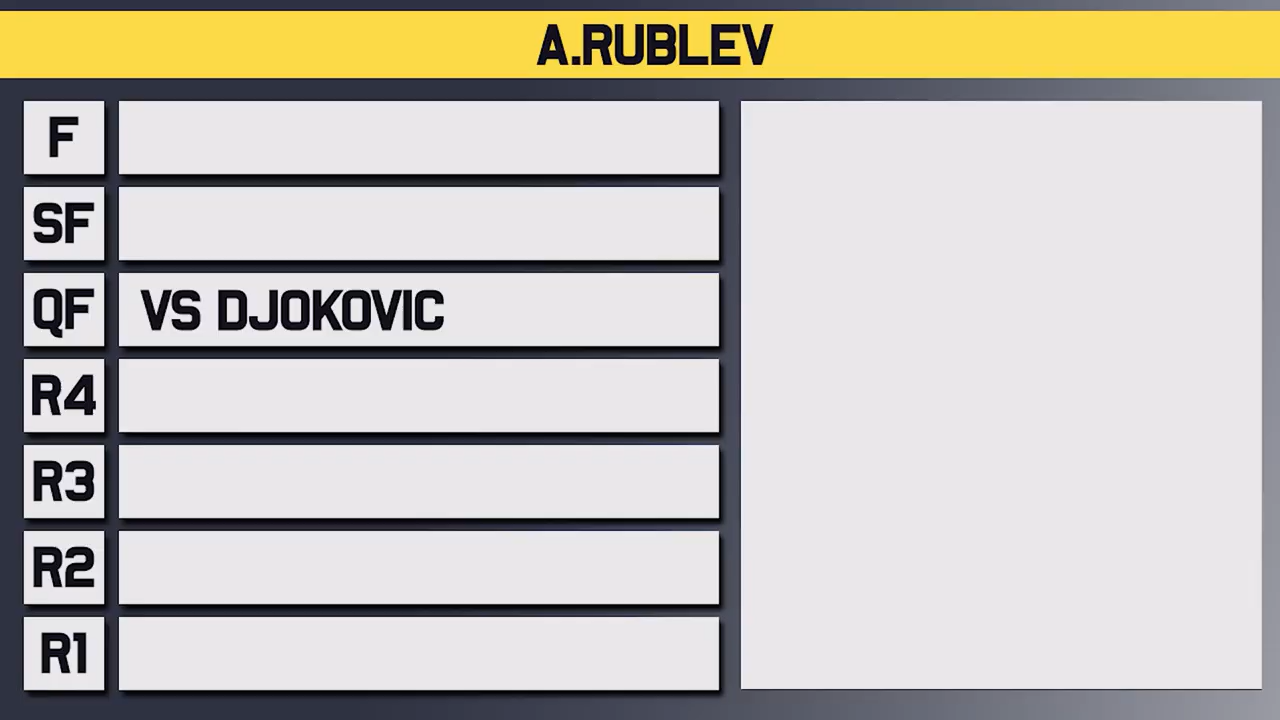 A.RUBLEV
F
SF
QF VS DJOKOVIC
R4
R3
R2
R1